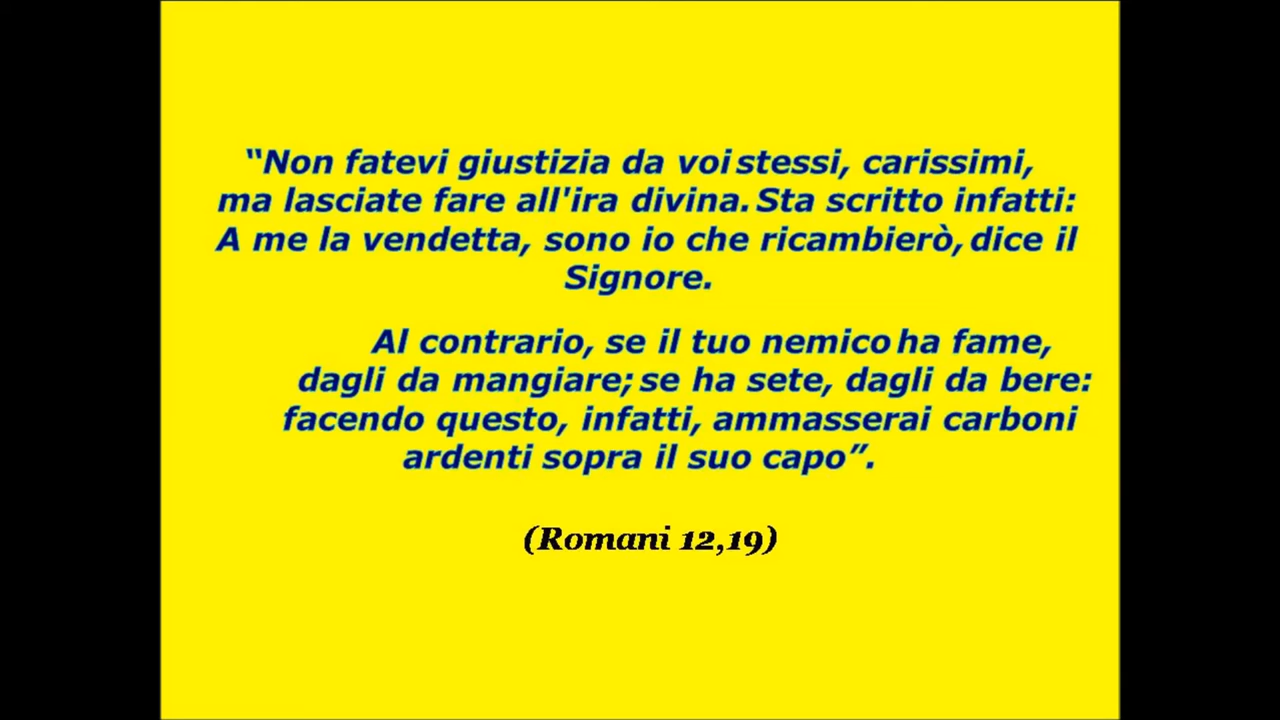 “Non fatevi giustizia da voi stessi, carissimi,
ma lasciate fare all'ira divina. Sta scritto infatti:
A me la vendetta, sono io che ricambierò, dice il
Signore.
Al contrario, se il tuo nemico ha fame,
dagli da mangiare; se ha sete, dagli da bere:
facendo questo, infatti, ammasserai carboni
ardenti sopra il suo capo”.
(Romani 12,19)